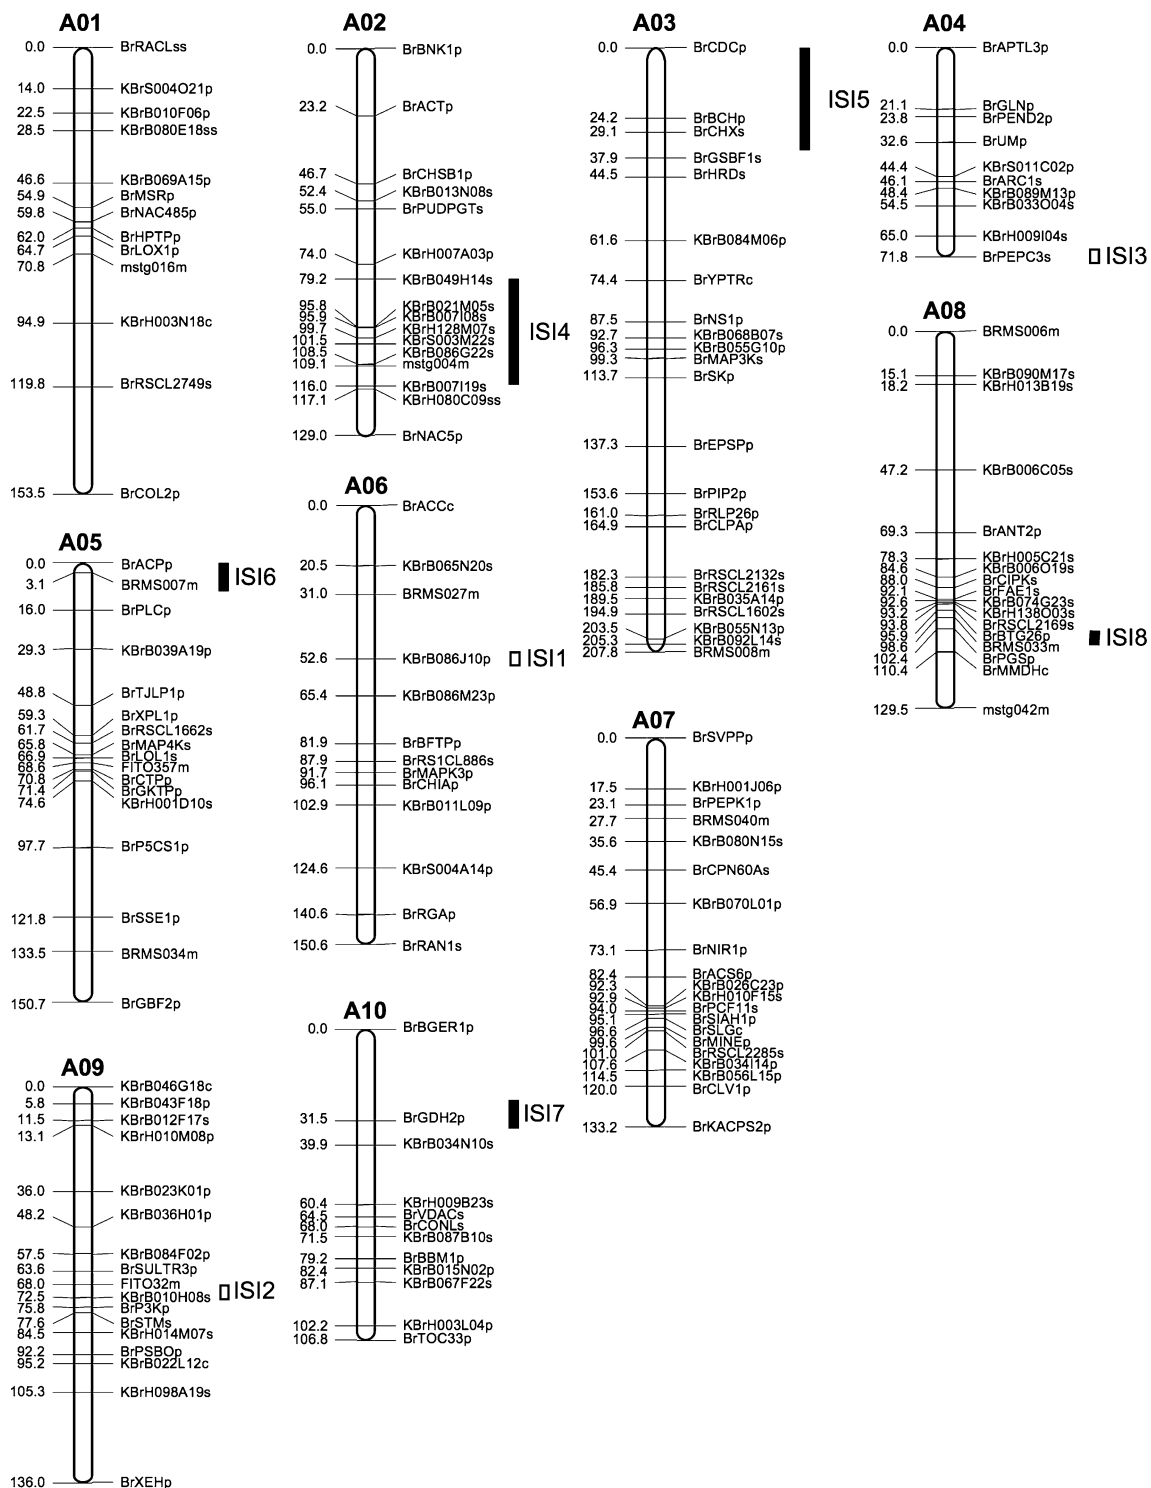 A01
0.0 BrRACLss
14.0 KBrS004O21p
22.5 KBrB010F06p
28.5 KBrB080E18ss
46.6 KBrB069A15p
54.9 BrMSRp
59.8 BrNAC485p
62.0 BrHPTPp
64.7 BrLOX1p
70.8 mstg016m
94.9 KBrH003N18c
119.8 BrRSCL2749s
153.5 BrCOL2p
A02
0.0 BrBNK1p
23.2 BrACTp
46.7 BrCHSB1p
52.4 KBrB013N08s
55.0 BrPUDPGTs
74.0 KBrH007A03p
79.2 KBrB049H14s
95.8 KBrB021M05s
95.9 KBrB007I08s
99.7 KBrH128M07s
101.5 KBrS003M22s
108.5 KBrB086G22s
109.1 mstg004m
116.0 KBrB007I19s
117.1 KBrH080C09ss
129.0 BrNAC5p
ISI4
A03
0.0 BrCDCp
24.2 BrBCHp
29.1 BrCHXs
37.9 BrGSBF1s
44.5 BrHRDs
61.6 KBrB084M06p
74.4 BrYPTRc
87.5 BrNS1p
92.7 KBrB068B07s
96.3 KBrB055G10p
99.3 BrMAP3Ks
113.7 BrSKp
137.3 BrEPSPp
153.6 BrPIP2p
161.0 BrRLP26p
164.9 BrCLPAp
182.3 BrRSCL2132s
185.8 BrRSCL2161s
189.5 KBrB035A14p
194.9 BrRSCL1602s
203.5 KBrB055N13p
205.3 KBrB092L14s
207.8 BRMS008m
ISI5
A04
0.0 BrAPTL3p
21.1 BrGLNp
23.8 BrPEND2p
32.6 BrUMp
44.4 KBrS011C02p
46.1 BrARC1s
48.4 KBrB089M13p
54.5 KBrB033O04s
65.0 KBrH009I04s
71.8 BrPEPC3s
ISI3
A05
0.0 BrACPp
3.1 BRMS007m
16.0 BrPLCp
29.3 KBrB039A19p
48.8 BrTJLP1p
59.3 BrXPL1p
61.7 BrRSCL1662s
65.8 BrMAP4Ks
66.9 BrLOL1s
68.6 FITO357m
70.8 BrCTPp
71.4 BrGKTPp
74.6 KBrH001D10s
97.7 BrP5CS1p
121.8 BrSSE1p
133.5 BRMS034m
150.7 BrGBF2p
ISI6
A06
0.0 BrACCc
20.5 KBrB065N20s
31.0 BRMS027m
52.6 KBrB086J10p
65.4 KBrB086M23p
81.9 BrBFTPp
87.9 BrRS1CL886s
91.7 BrMAPK3p
96.1 BrCHIAp
102.9 KBrB011L09p
124.6 KBrS004A14p
140.6 BrRGAp
150.6 BrRAN1s
ISI1
A07
0.0 BrSVPPp
17.5 KBrH001J06p
23.1 BrPEPK1p
27.7 BRMS040m
35.6 KBrB080N15s
45.4 BrCPN60As
56.9 KBrB070L01p
73.1 BrNIR1p
82.4 BrACS6p
92.3 KBrB026C23p
92.9 KBrH010F15s
94.0 BrPCF11s
95.1 BrSIAH1p
96.6 BrSLGc
99.6 BrMINEp
101.0 BrRSCL2285s
107.6 KBrB034I14p
114.5 KBrB056L15p
120.0 BrCLV1p
133.2 BrKACPS2p
A08
0.0 BRMS006m
15.1 KBrB090M17s
18.2 KBrH013B19s
47.2 KBrB006C05s
69.3 BrANT2p
78.3 KBrH005C21s
84.6 KBrB006O19s
88.0 BrCIPKs
92.1 BrFAE1s
92.6 KBrB074G23s
93.2 KBrH138O03s
93.8 BrRSCL2169s
95.9 BrBTG26p
98.6 BRMS033m
102.4 BrPGSp
110.4 BrMMDHc
129.5 mstg042m
ISI8
A09
0.0 KBrB046G18c
5.8 KBrB043F18p
11.5 KBrB012F17s
13.1 KBrH010M08p
36.0 KBrB023K01p
48.2 KBrB036H01p
57.5 KBrB084F02p
63.6 BrSULTR3p
68.0 FITO32m
72.5 KBrB010H08s
75.8 BrP3Kp
77.6 BrSTMs
84.5 KBrH014M07s
92.2 BrPSBOp
95.2 KBrB022L12c
105.3 KBrH098A19s
136.0 BrXEHp
ISI2
A10
0.0 BrBGER1p
31.5 BrGDH2p
39.9 KBrB034N10s
60.4 KBrH009B23s
64.5 BrVDACs
68.0 BrCONLs
71.5 KBrB087B10s
79.2 BrBBM1p
82.4 KBrB015N02p
87.1 KBrB067F22s
102.2 KBrH003L04p
106.8 BrTOC33p
ISI7